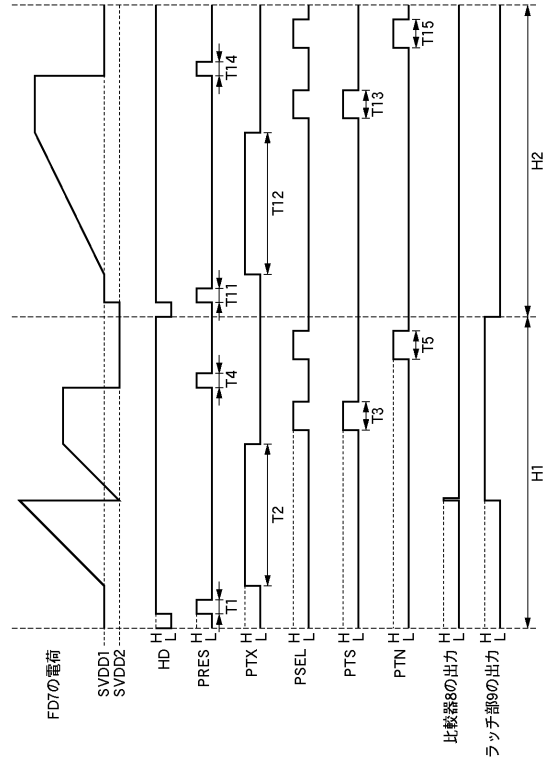 FD7の電荷
SVDD1
SVDD2
HD
H
L
PRES
H
L
T1
T4
T11
T14
PTX
H
L
T2
T12
PSEL
H
L
PTS
H
L
T3
T13
PTN
H
L
T5
T15
比較器8の出力
H
L
ラッチ部9の出力
H
L
H1
H2